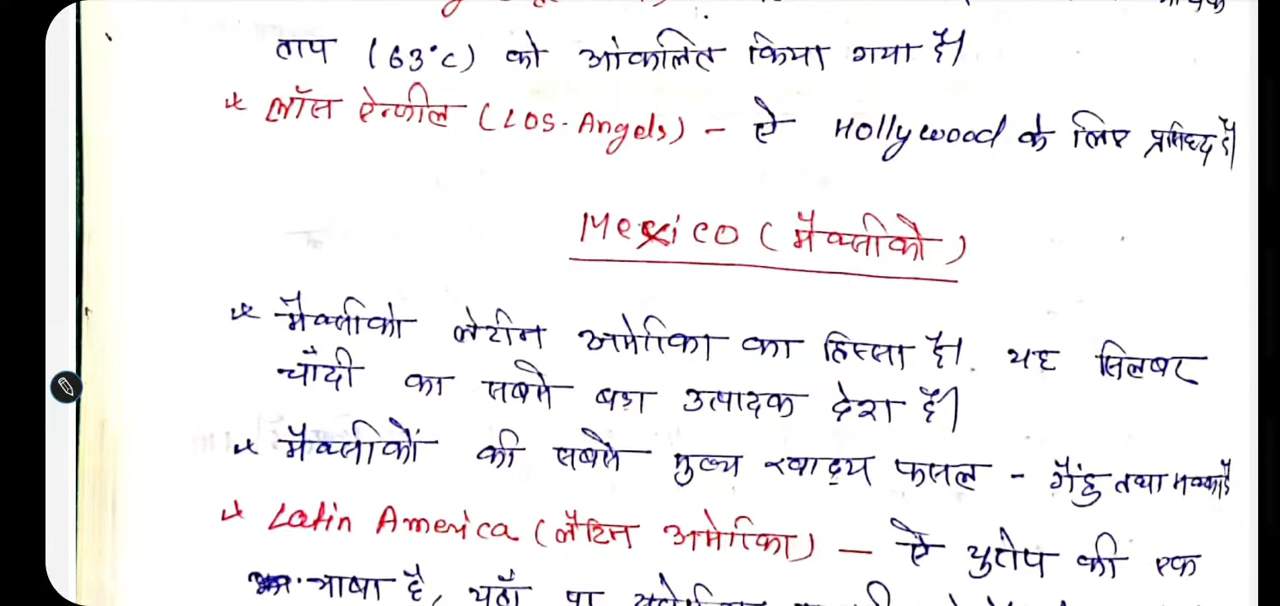 ताप (63°C) को आंकलित किया गया है।
* लॉस ऐन्जील (LOS-Angels) - ऐ Hollywood के लिए प्रसिध्द है।
Mexico (मैक्सीको)
* मैक्सीको लेटीन अमेरिका का हिस्सा है। यह सिलवर
चाँदी का सबसे बड़ा उत्पादक देश है।
* मैक्सीकों की सबसे मुख्य खाद्य फसल - गैहु तथा मक्का है
* Latin America (लैटिन अमेरिका) - ऐ युरोप की एक
भाषा है, यहाँ पर